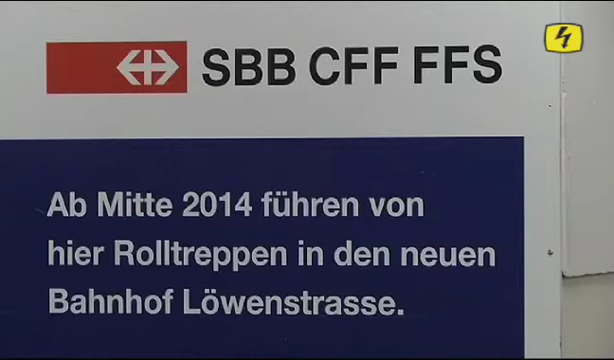 SBB CFF FFS
Ab Mitte 2014 führen von
hier Rolltreppen in den neuen
Bahnhof Löwenstrasse.